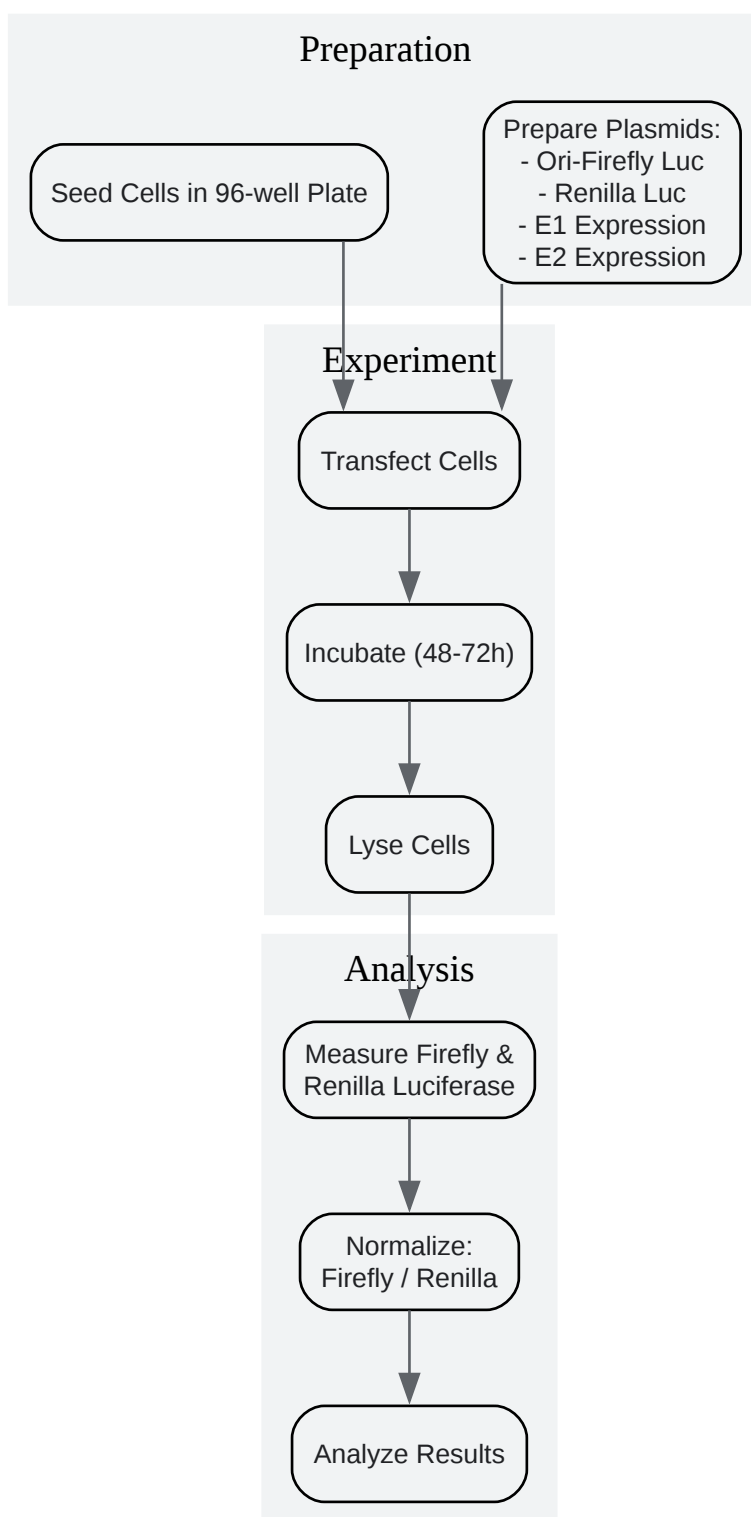 Preparation
Seed Cells in 96-well Plate
Prepare Plasmids:
- Ori-Firefly Luc
- Renilla Luc
- E1 Expression
- E2 Expression
Experiment
Transfect Cells
Incubate (48-72h)
Lyse Cells
Analysis
Measure Firefly &
Renilla Luciferase
Normalize:
Firefly / Renilla
Analyze Results